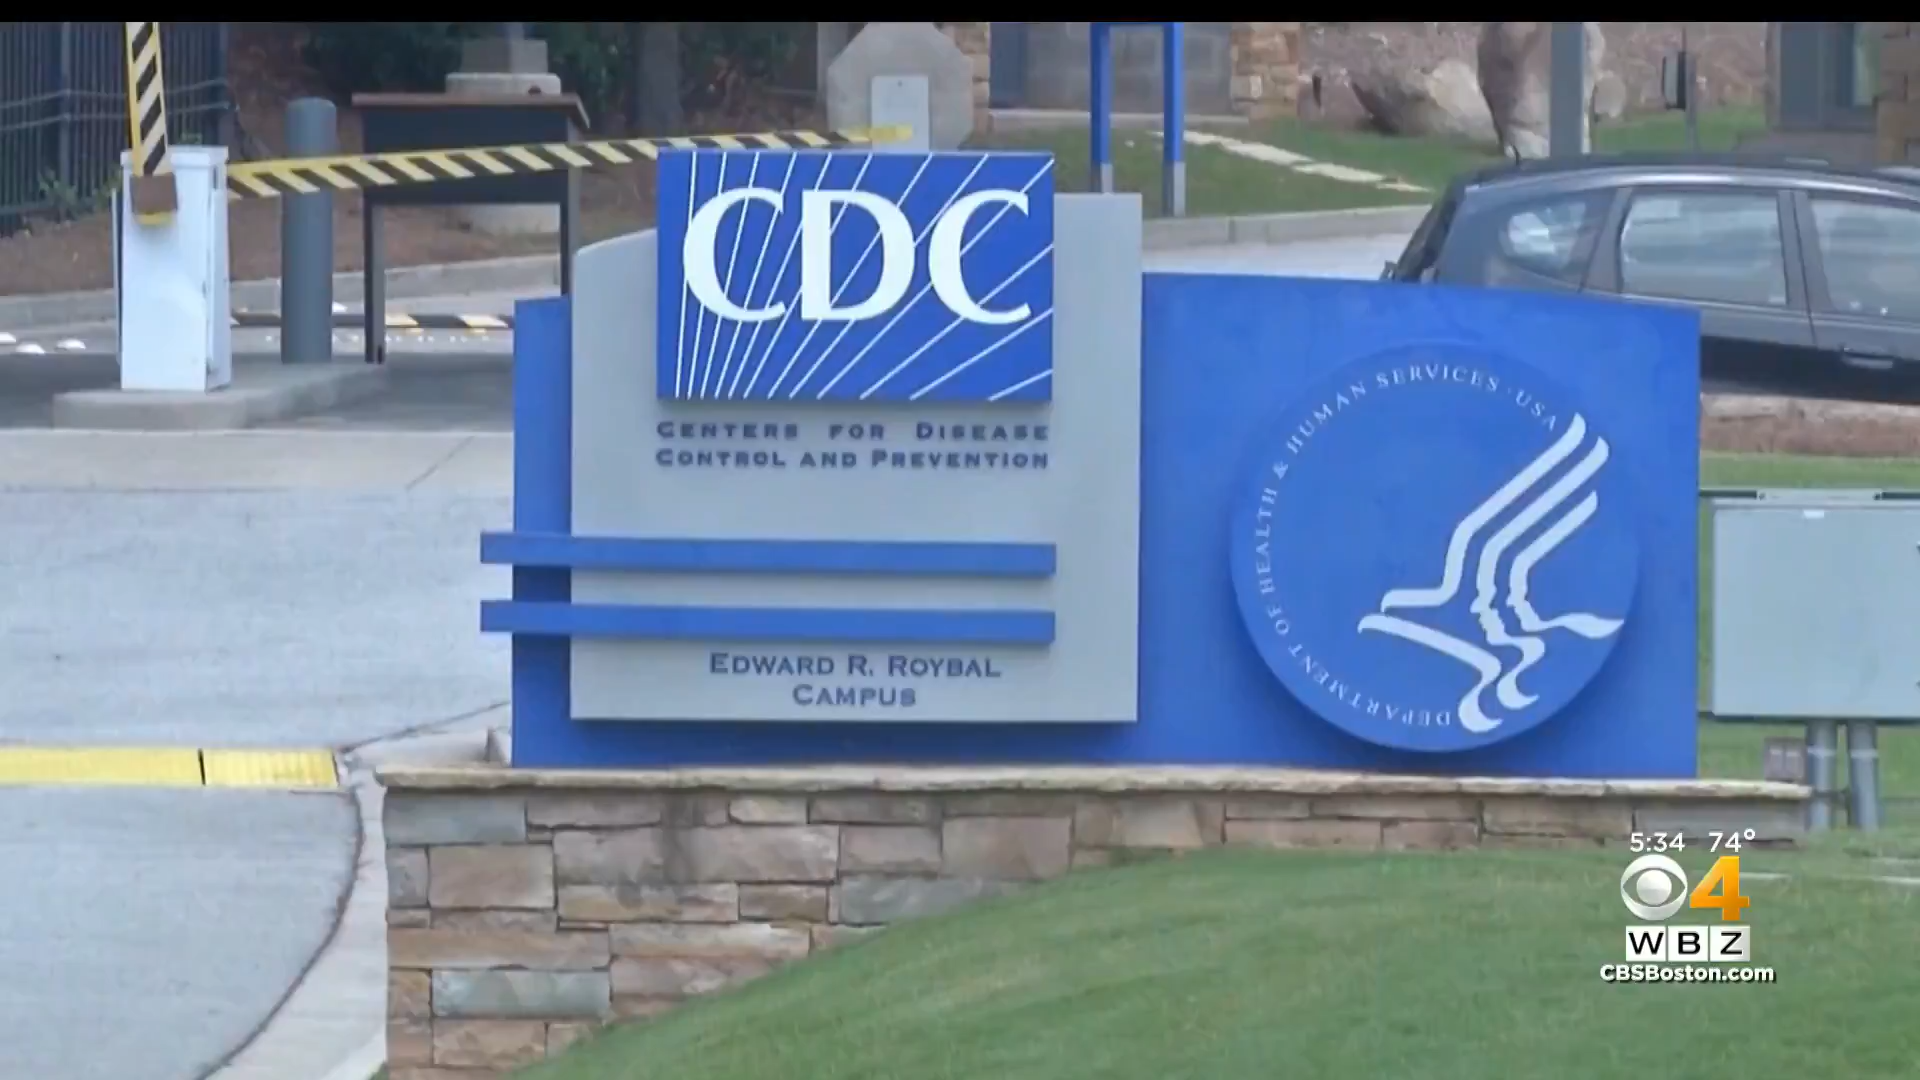 CDC
CENTERS FOR DISEASE
CONTROL AND PREVENTION
EDWARD R. ROYBAL
CAMPUS
DEPARTMENT OF HEALTH & HUMAN SERVICES · USA
5:34 74°
4
WBZ
CBSBoston.com